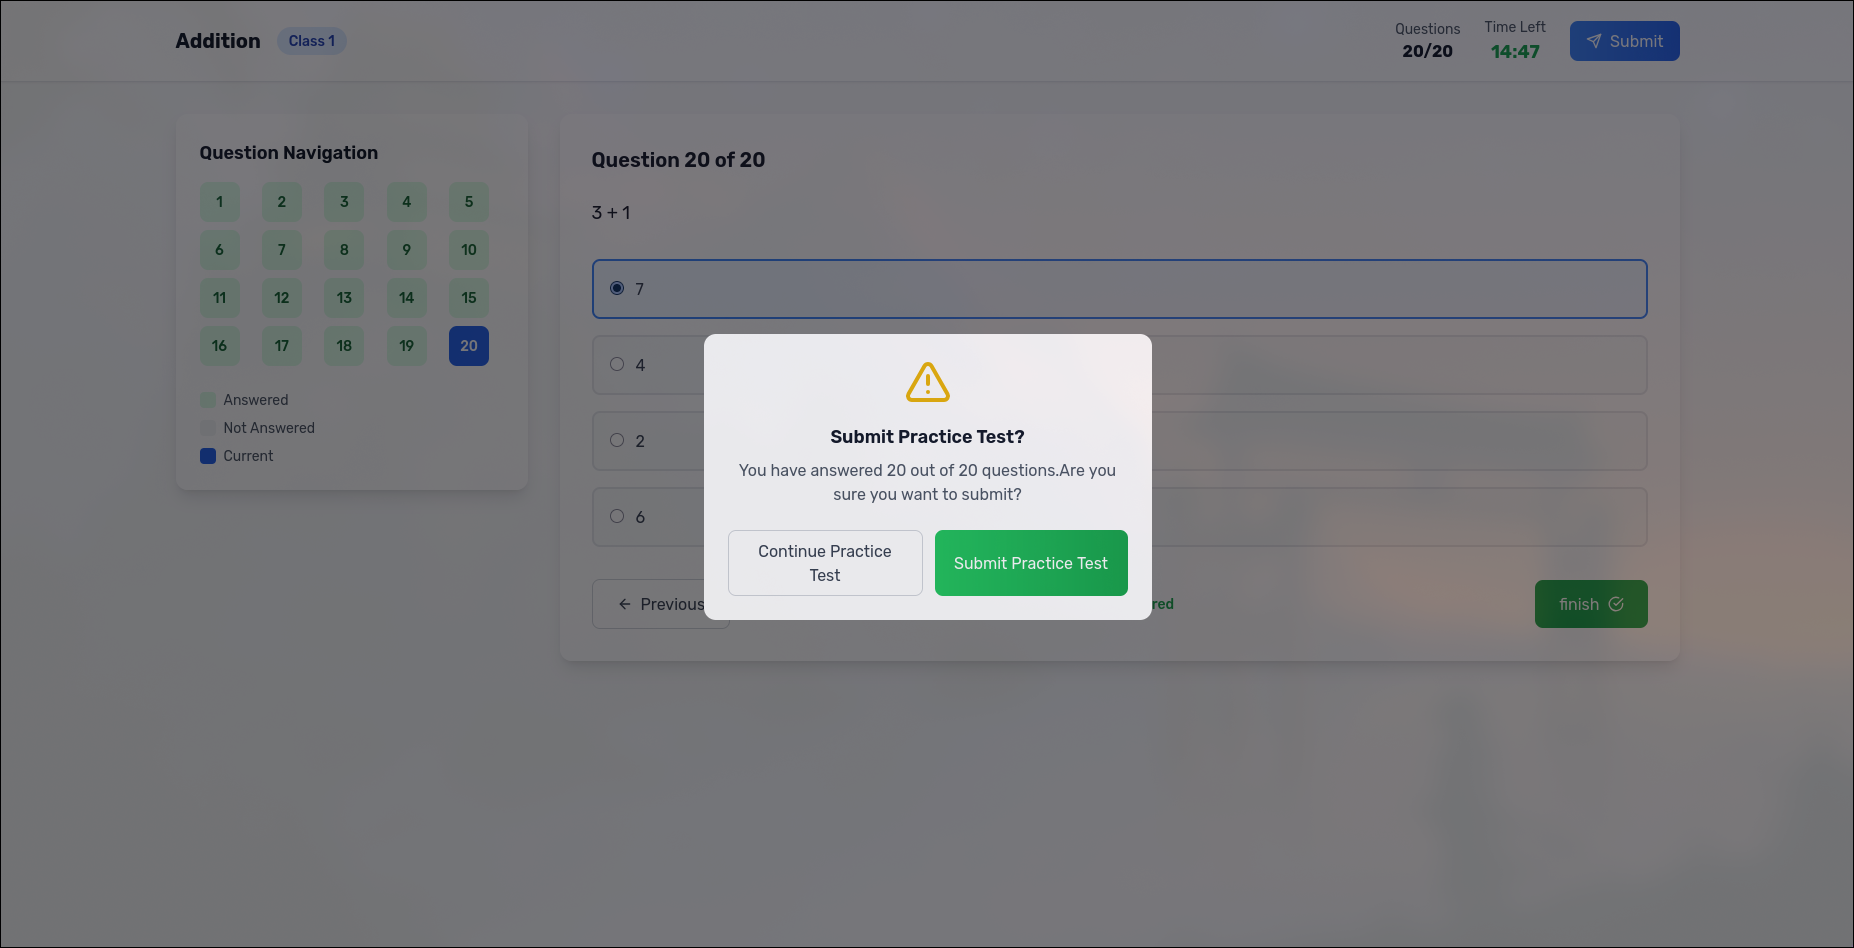 Addition
Class 1
Questions
20/20
Time Left
14:47
Submit
Question Navigation
1 2 3 4 5
6 7 8 9 10
11 12 13 14 15
16 17 18 19 20
Answered
Not Answered
Current
Question 20 of 20
3 + 1
7
4
2
6
Submit Practice Test?
You have answered 20 out of 20 questions.Are you
sure you want to submit?
Continue Practice
Test
Submit Practice Test
Previous
finish